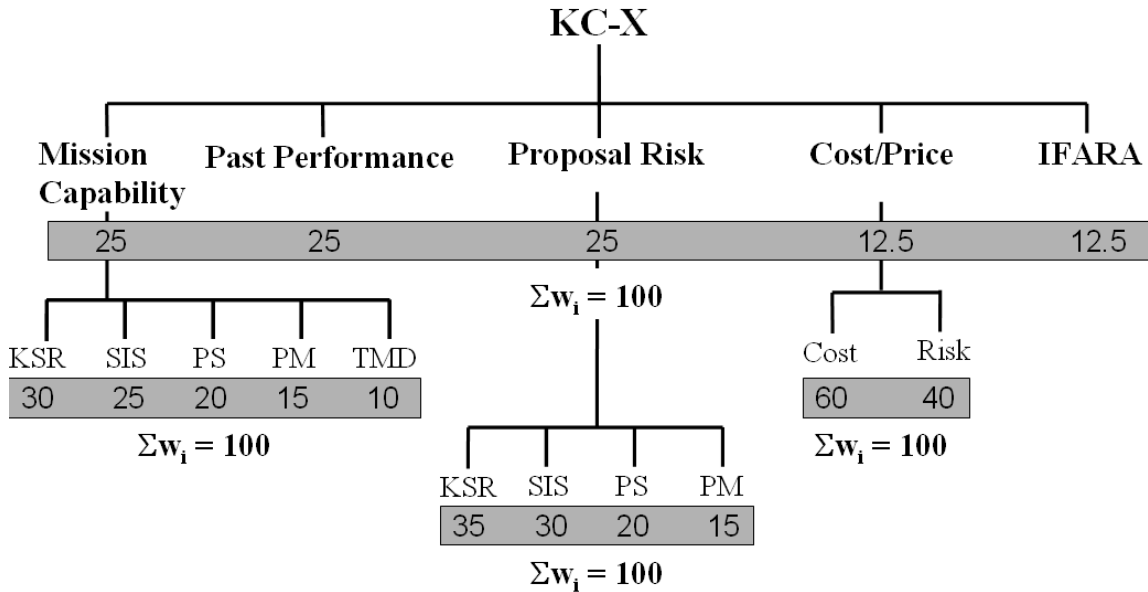 KC-X
Mission Capability Past Performance Proposal Risk Cost/Price IFARA
25 25 25 12.5 12.5
Σwᵢ = 100
KSR SIS PS PM TMD Cost Risk
30 25 20 15 10 60 40
Σwᵢ = 100 Σwᵢ = 100
KSR SIS PS PM
35 30 20 15
Σwᵢ = 100